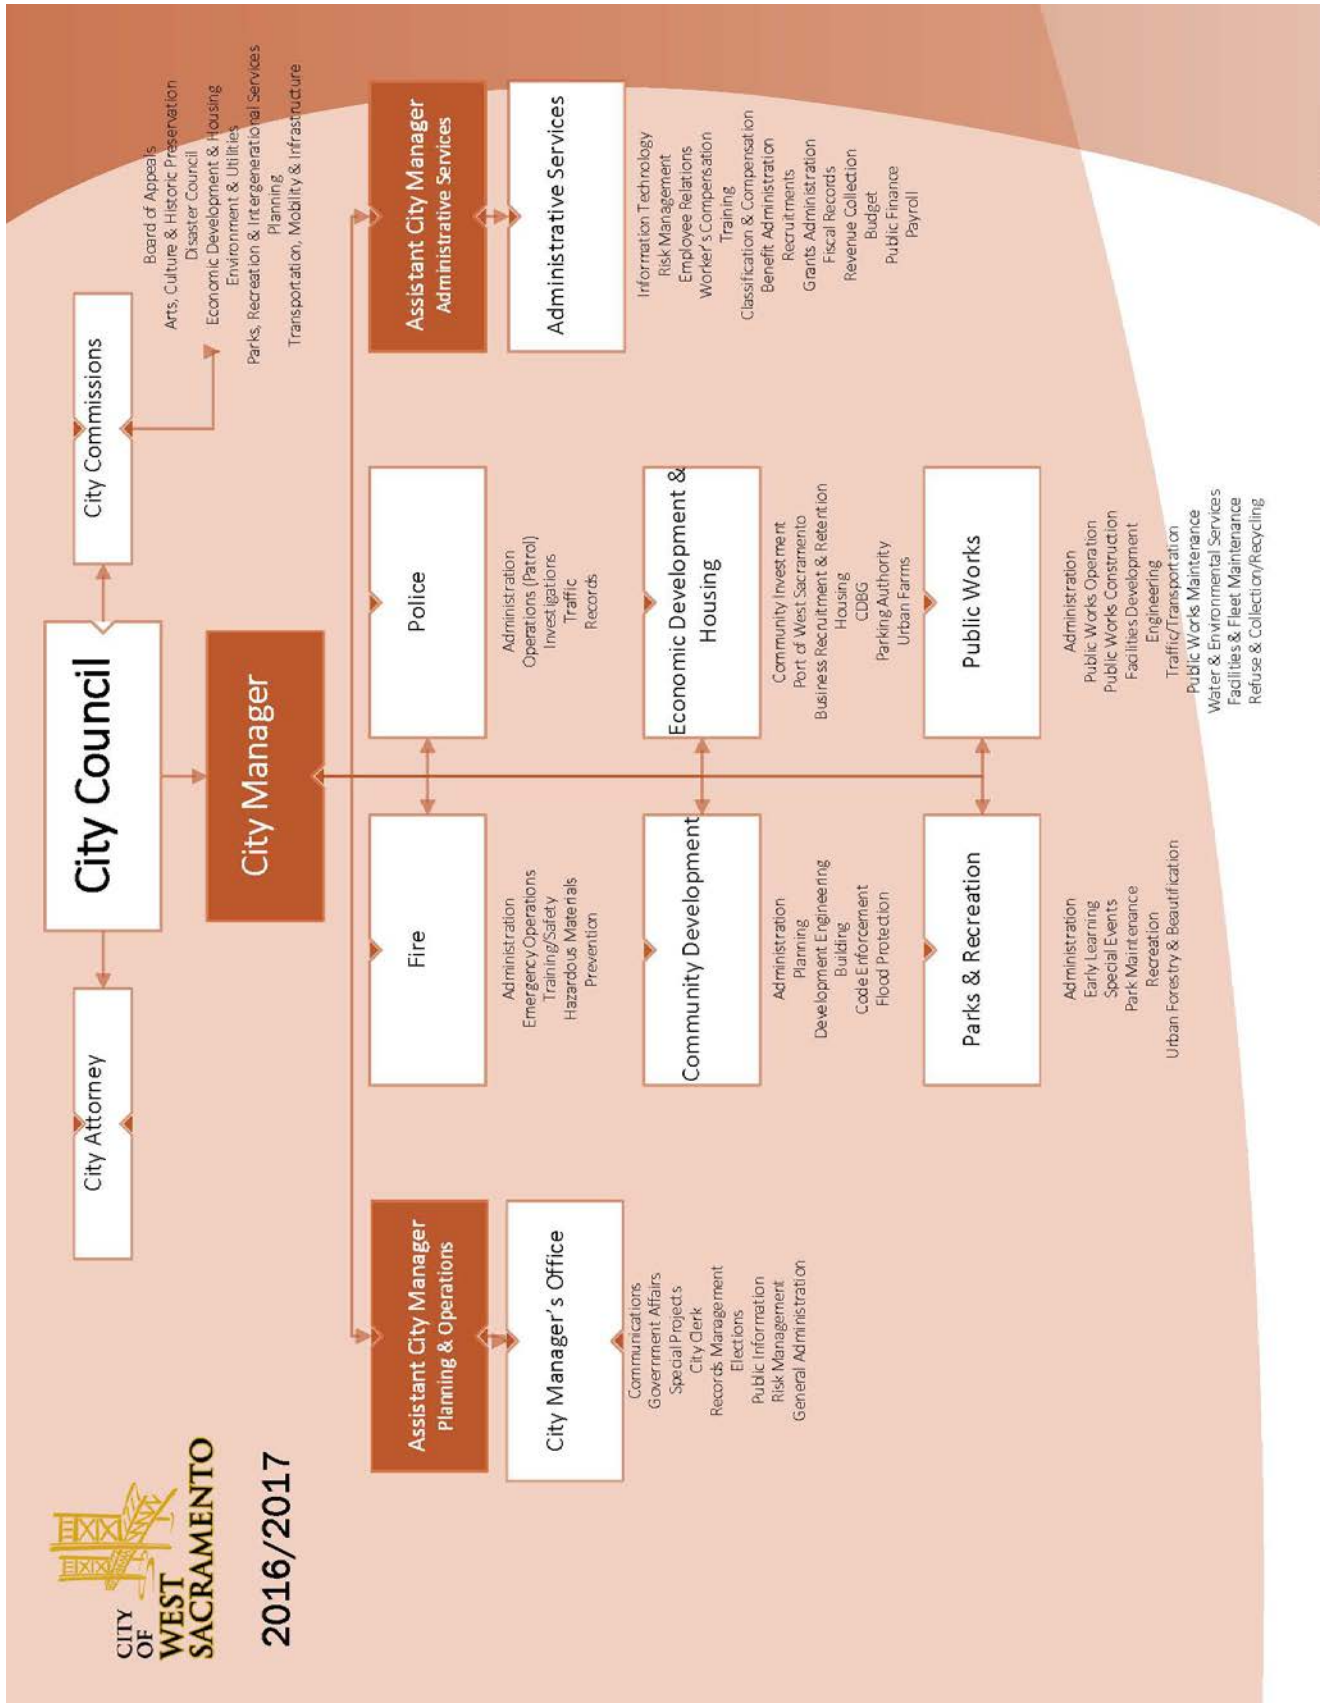 CITY
OF
WEST
SACRAMENTO
2016/2017
City Council
City Attorney
City Commissions
Board of Appeals
Arts, Culture & Historic Preservation
Disaster Council
Economic Development & Housing
Environment & Utilities
Parks, Recreation & Intergenerational Services
Planning
Transportation, Mobility & Infrastructure
City Manager
Assistant City Manager
Planning & Operations
City Manager's Office
Communications
Government Affairs
Special Projects
City Clerk
Records Management
Elections
Public Information
Risk Management
General Administration
Fire
Administration
Emergency Operations
Training/Safety
Hazardous Materials
Prevention
Police
Administration
Operations (Patrol)
Investigations
Traffic
Records
Assistant City Manager
Administrative Services
Administrative Services
Information Technology
Risk Management
Employee Relations
Worker's Compensation
Training
Classification & Compensation
Benefit Administration
Recruitments
Grants Administration
Fiscal Records
Revenue Collection
Budget
Public Finance
Payroll
Community Development
Administration
Planning
Development Engineering
Building
Code Enforcement
Flood Protection
Economic Development &
Housing
Community Investment
Port of West Sacramento
Business Recruitment & Retention
Housing
CDBG
Parking Authority
Urban Farms
Parks & Recreation
Administration
Early Learning
Special Events
Park Maintenance
Recreation
Urban Forestry & Beautification
Public Works
Administration
Public Works Operation
Public Works Construction
Facilities Development
Engineering
Traffic/Transportation
Public Works Maintenance
Water & Environmental Services
Facilities & Fleet Maintenance
Refuse & Collection/Recycling